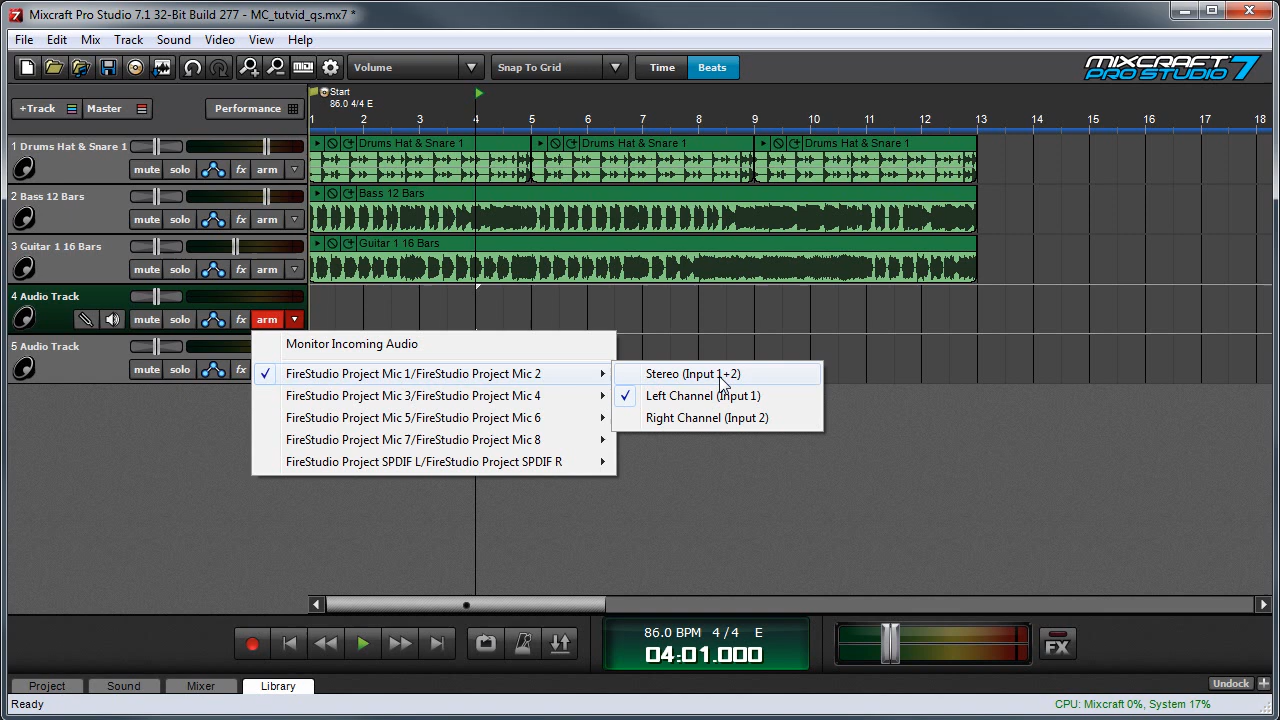 Mixcraft Pro Studio 7.1 32-Bit Build 277 - MC_tutvid_qs.mx7 *
File Edit Mix Track Sound Video View Help
Volume Snap To Grid Time Beats MIXCRAFT PRO STUDIO 7
+Track Master Performance
Start
86.0 4/4 E
1 2 3 4 5 6 7 8 9 10 11 12 13 14 15 16 17 18
1 Drums Hat & Snare 1
mute solo fx arm
Drums Hat & Snare 1 Drums Hat & Snare 1 Drums Hat & Snare 1
2 Bass 12 Bars
mute solo fx arm
Bass 12 Bars
3 Guitar 1 16 Bars
mute solo fx arm
Guitar 1 16 Bars
4 Audio Track
mute solo fx arm
5 Audio Track
mute solo
Monitor Incoming Audio
FireStudio Project Mic 1/FireStudio Project Mic 2
FireStudio Project Mic 3/FireStudio Project Mic 4
FireStudio Project Mic 5/FireStudio Project Mic 6
FireStudio Project Mic 7/FireStudio Project Mic 8
FireStudio Project SPDIF L/FireStudio Project SPDIF R
Stereo (Input 1+2)
Left Channel (Input 1)
Right Channel (Input 2)
86.0 BPM 4 / 4 E
04:01.000
FX
Project Sound Mixer Library Undock +
Ready CPU: Mixcraft 0%, System 17%